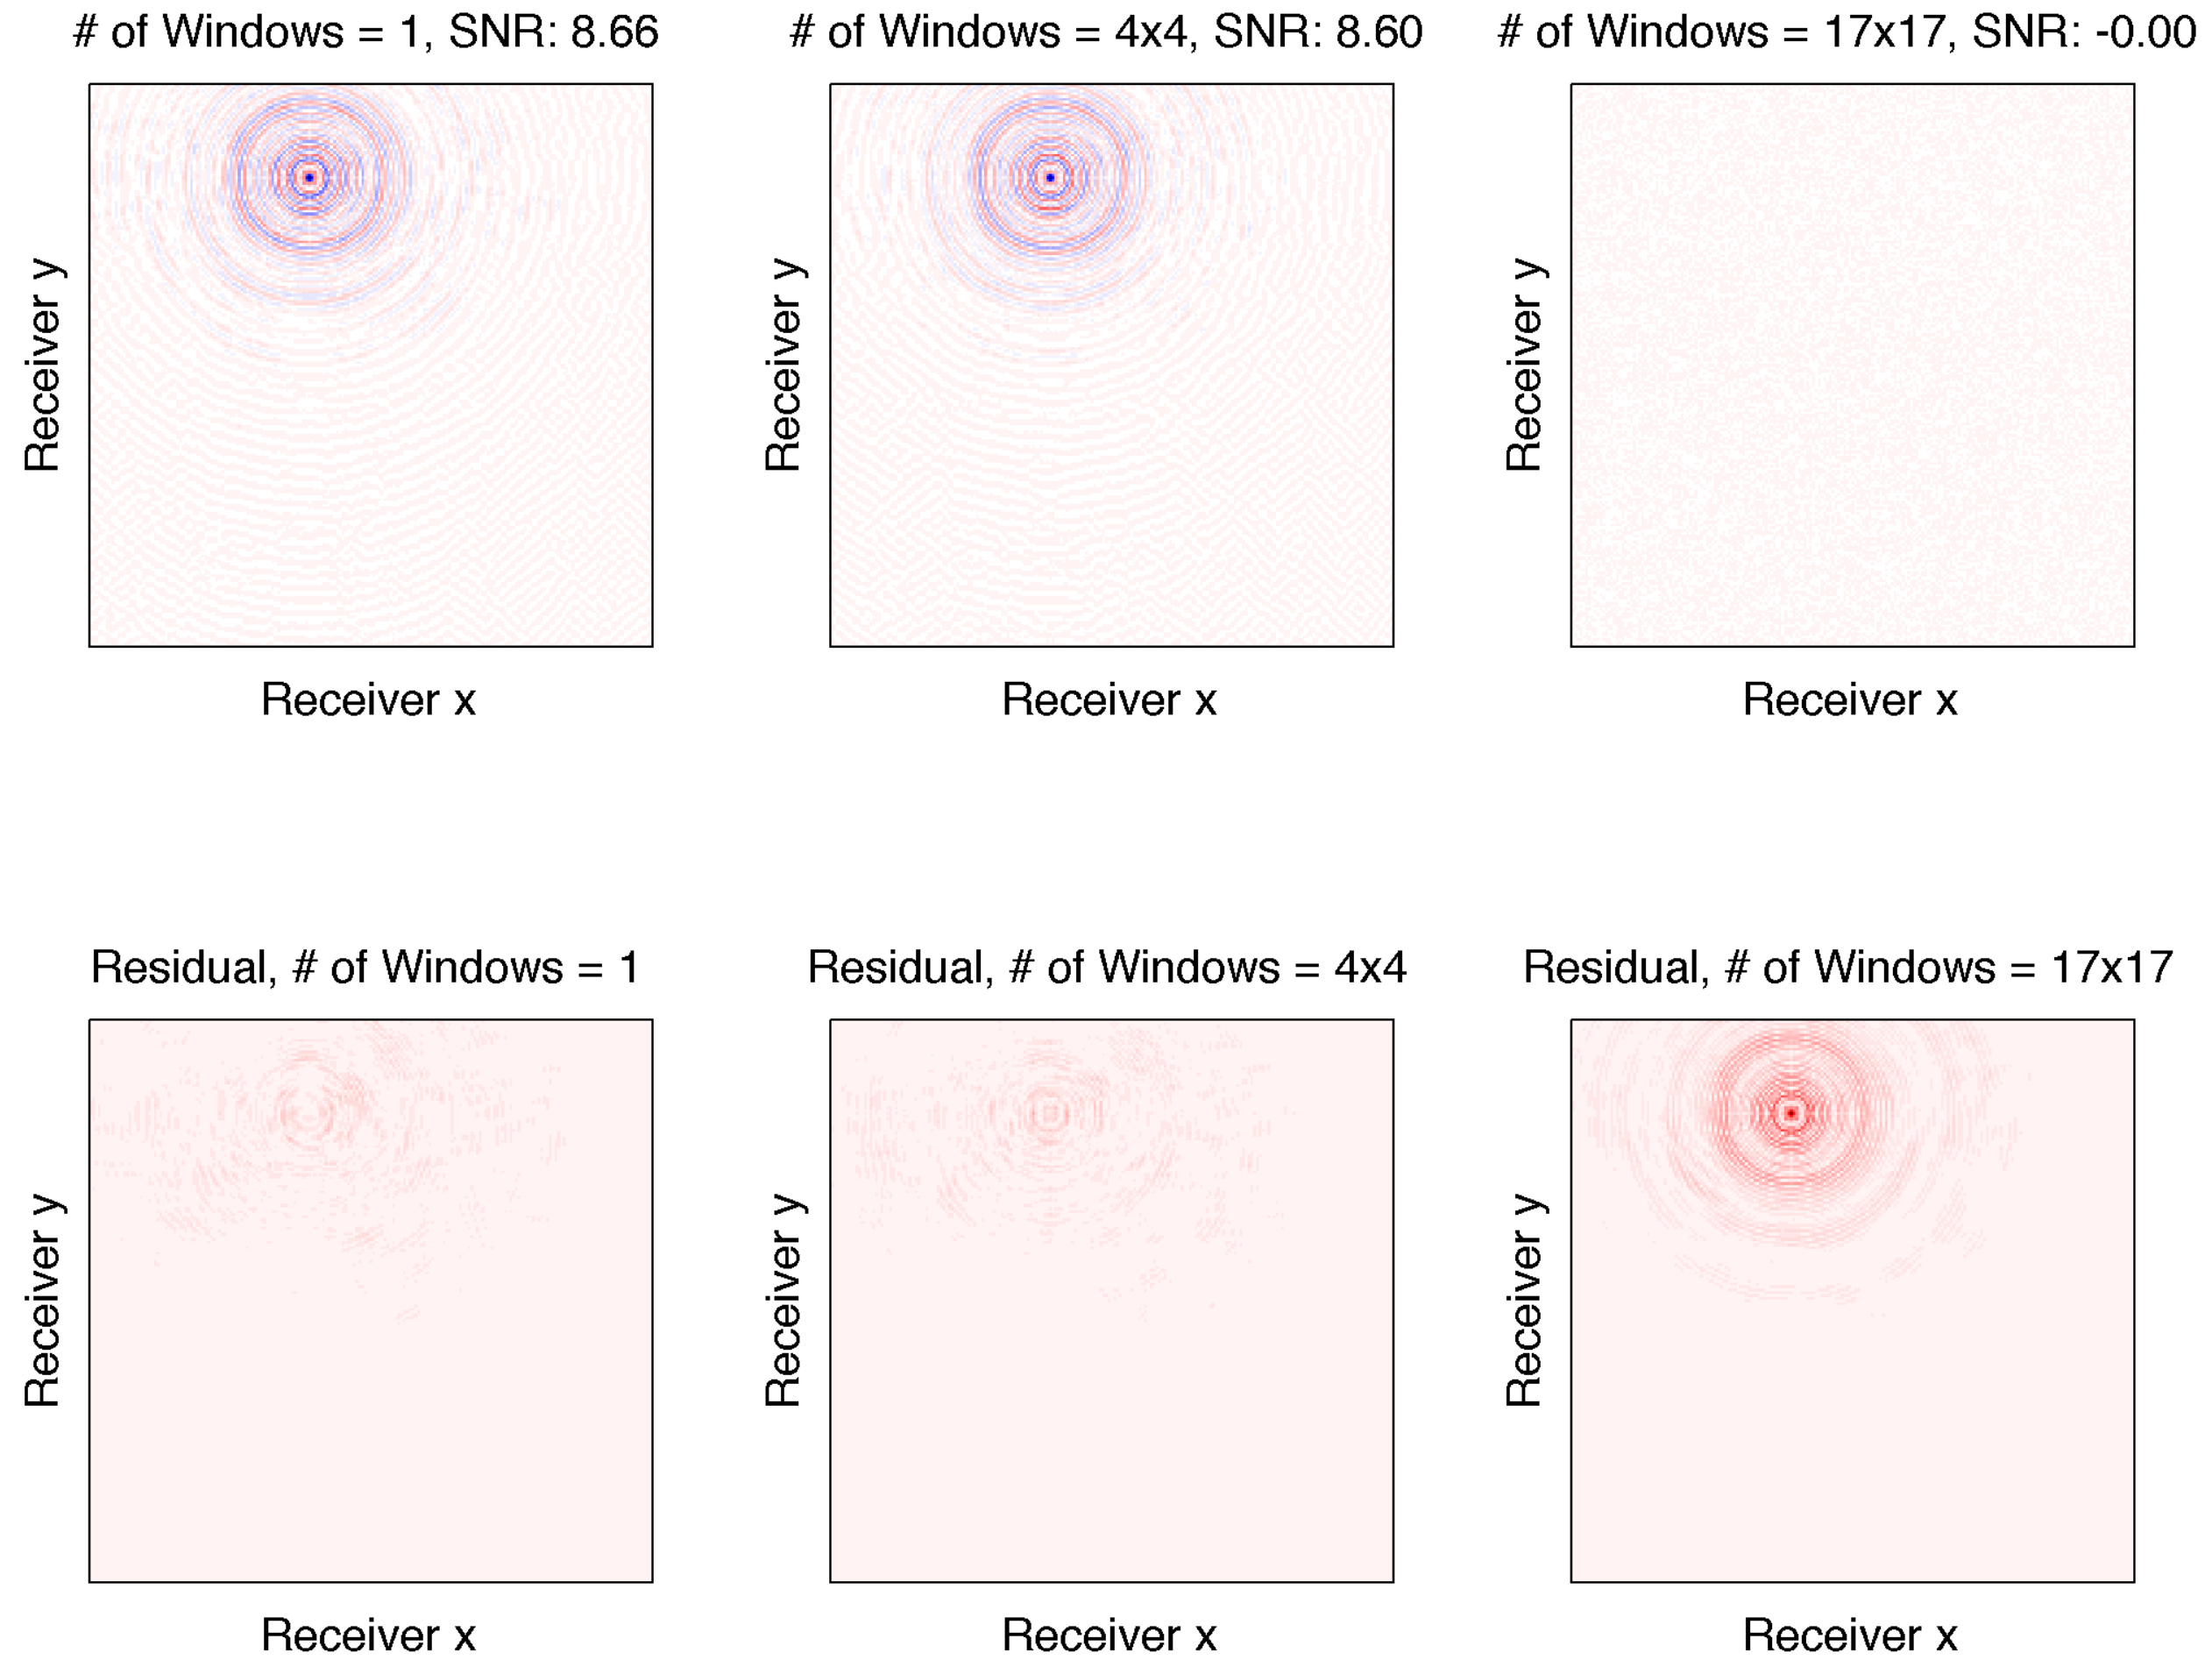 # of Windows = 1, SNR: 8.66
# of Windows = 4x4, SNR: 8.60
# of Windows = 17x17, SNR: -0.00
Receiver y
Receiver y
Receiver y
Receiver x
Receiver x
Receiver x
Residual, # of Windows = 1
Residual, # of Windows = 4x4
Residual, # of Windows = 17x17
Receiver y
Receiver y
Receiver y
Receiver x
Receiver x
Receiver x